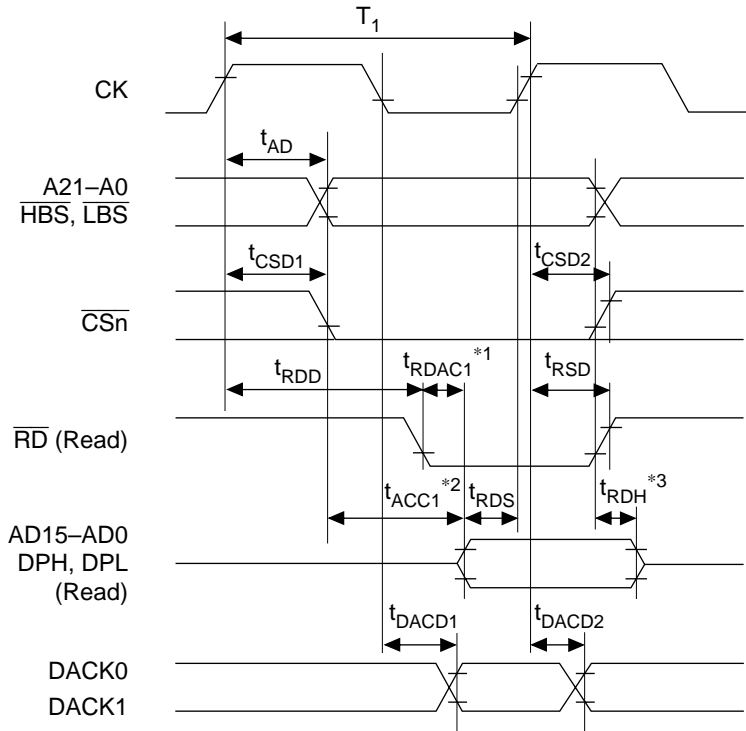 T1
CK
tAD
A21–A0
HBS, LBS
tCSD1
tCSD2
CSn
tRDD
tRDAC1*1
tRSD
RD (Read)
tACC1*2
tRDS
tRDH*3
AD15–AD0
DPH, DPL
(Read)
tDACD1
tDACD2
DACK0
DACK1